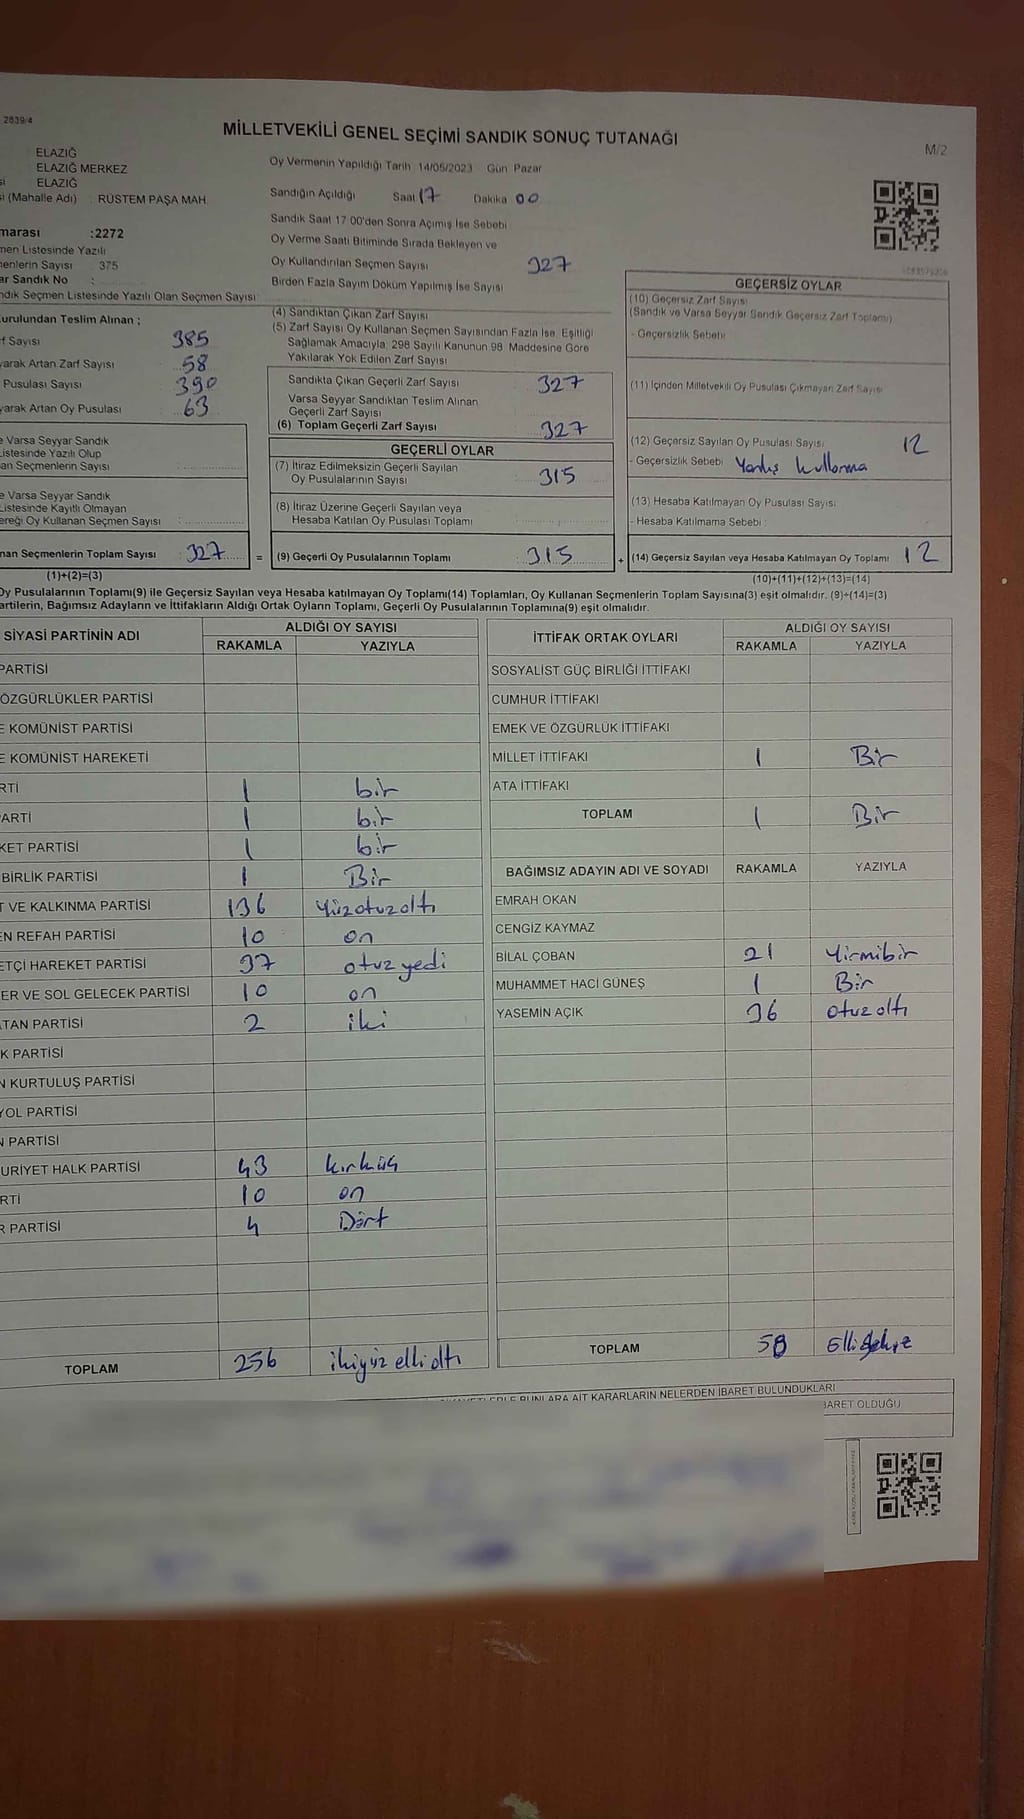 2839/4
MİLLETVEKİLİ GENEL SEÇİMİ SANDIK SONUÇ TUTANAĞI
M/2
ELAZIĞ
ELAZIĞ MERKEZ
ELAZIĞ
(Mahalle Adı) : RÜSTEM PAŞA MAH.
marası :2272
men Listesinde Yazılı
menlerin Sayısı : 375
ar Sandık No :
ndık Seçmen Listesinde Yazılı Olan Seçmen Sayısı
Oy Vermenin Yapıldığı Tarih 14/05/2023 Gün Pazar
Sandığın Açıldığı Saat 17 Dakika 00
Sandık Saat 17 00'den Sonra Açımış İse Sebebi
Oy Verme Saati Bitiminde Sırada Bekleyen ve
Oy Kullandırılan Seçmen Sayısı 327
Birden Fazla Sayım Döküm Yapılmış İse Sayısı
urulundan Teslim Alınan ;
f Sayısı 385
yarak Artan Zarf Sayısı 58
Pusulası Sayısı 390
yarak Artan Oy Pusulası 63
e Varsa Seyyar Sandık
Listesinde Yazılı Olup
an Seçmenlerin Sayısı
e Varsa Seyyar Sandık
Listesinde Kayıtlı Olmayan
ereği Oy Kullanan Seçmen Sayısı
nan Seçmenlerin Toplam Sayısı : 327 =
(1)+(2)=(3)
(4) Sandıktan Çıkan Zarf Sayısı
(5) Zarf Sayısı Oy Kullanan Seçmen Sayısından Fazla İse, Eşitliği
Sağlamak Amacıyla, 298 Sayılı Kanunun 98. Maddesine Göre
Yakılarak Yok Edilen Zarf Sayısı
Sandıkta Çıkan Geçerli Zarf Sayısı : 327
Varsa Seyyar Sandıktan Teslim Alınan
Geçerli Zarf Sayısı
(6) Toplam Geçerli Zarf Sayısı : 327
GEÇERLİ OYLAR
(7) İtiraz Edilmeksizin Geçerli Sayılan
Oy Pusulalarının Sayısı : 315
(8) İtiraz Üzerine Geçerli Sayılan veya
Hesaba Katılan Oy Pusulası Toplamı
(9) Geçerli Oy Pusulalarının Toplamı : 315 +
GEÇERSİZ OYLAR
(10) Geçersiz Zarf Sayısı
(Sandık ve Varsa Seyyar Sandık Geçersiz Zarf Toplamı)
- Geçersizlik Sebebi
(11) İçinden Milletvekili Oy Pusulası Çıkmayan Zarf Sayısı
(12) Geçersiz Sayılan Oy Pusulası Sayısı 12
- Geçersizlik Sebebi Yanlış kullanma
(13) Hesaba Katılmayan Oy Pusulası Sayısı
- Hesaba Katılmama Sebebi :
(14) Geçersiz Sayılan veya Hesaba Katılmayan Oy Toplamı 12
(10)+(11)+(12)+(13)=(14)
Oy Pusulalarının Toplamı(9) ile Geçersiz Sayılan veya Hesaba katılmayan Oy Toplamı(14) Toplamları, Oy Kullanan Seçmenlerin Toplam Sayısına(3) eşit olmalıdır. (9)+(14)=(3)
artilerin, Bağımsız Adayların ve İttifakların Aldığı Ortak Oyların Toplamı, Geçerli Oy Pusulalarının Toplamına(9) eşit olmalıdır.
SİYASİ PARTİNİN ADI ALDIĞI OY SAYISI
RAKAMLA YAZIYLA
PARTİSİ
ÖZGÜRLÜKLER PARTİSİ
E KOMÜNİST PARTİSİ
E KOMÜNİST HAREKETİ
RTİ 1 bir
ARTİ 1 bir
KET PARTİSİ 1 bir
BİRLİK PARTİSİ 1 Bir
T VE KALKINMA PARTİSİ 136 Yüzotuzaltı
EN REFAH PARTİSİ 10 on
ETÇİ HAREKET PARTİSİ 37 otuz yedi
ER VE SOL GELECEK PARTİSİ 10 on
TAN PARTİSİ 2 iki
K PARTİSİ
N KURTULUŞ PARTİSİ
YOL PARTİSİ
N PARTİSİ
URİYET HALK PARTİSİ 43 kırküç
RTİ 10 on
R PARTİSİ 4 Dört
TOPLAM 256 ikiyüz elli altı
İTTİFAK ORTAK OYLARI ALDIĞI OY SAYISI
RAKAMLA YAZIYLA
SOSYALİST GÜÇ BİRLİĞİ İTTİFAKI
CUMHUR İTTİFAKI
EMEK VE ÖZGÜRLÜK İTTİFAKI
MİLLET İTTİFAKI 1 Bir
ATA İTTİFAKI
TOPLAM 1 Bir
BAĞIMSIZ ADAYIN ADI VE SOYADI RAKAMLA YAZIYLA
EMRAH OKAN
CENGİZ KAYMAZ
BİLAL ÇOBAN 21 Yirmibir
MUHAMMET HACİ GÜNEŞ 1 Bir
YASEMİN AÇIK 36 otuz altı
TOPLAM 58 Ellisekiz
BUNLARA AİT KARARLARIN NELERDEN İBARET BULUNDUKLARI
BARET OLDUĞU